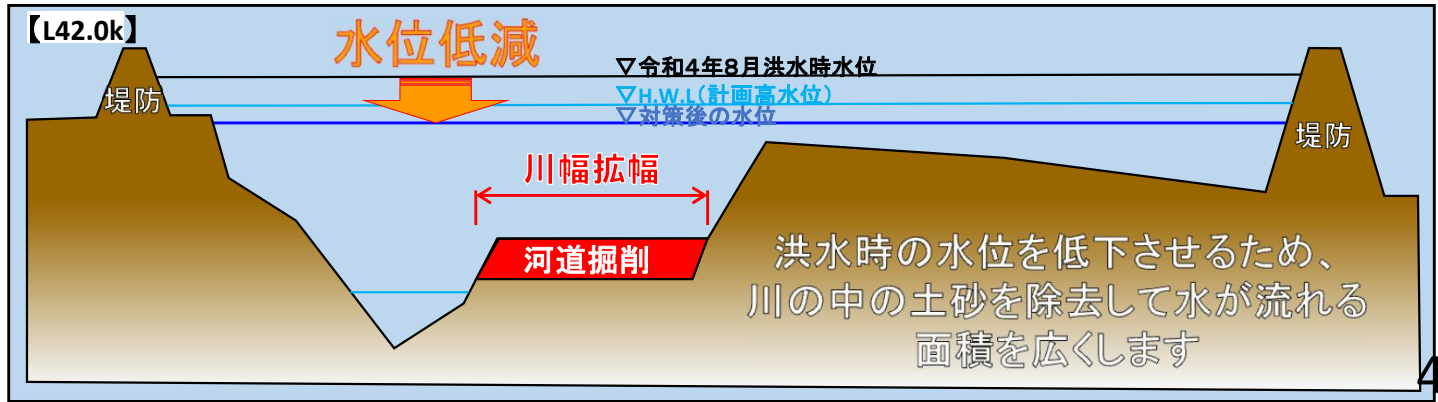 【L42.0k】
水位低減
▽令和4年8月洪水時水位
▽H.W.L(計画高水位)
▽対策後の水位
堤防
堤防
川幅拡幅
河道掘削
洪水時の水位を低下させるため、
川の中の土砂を除去して水が流れる
面積を広くします
4